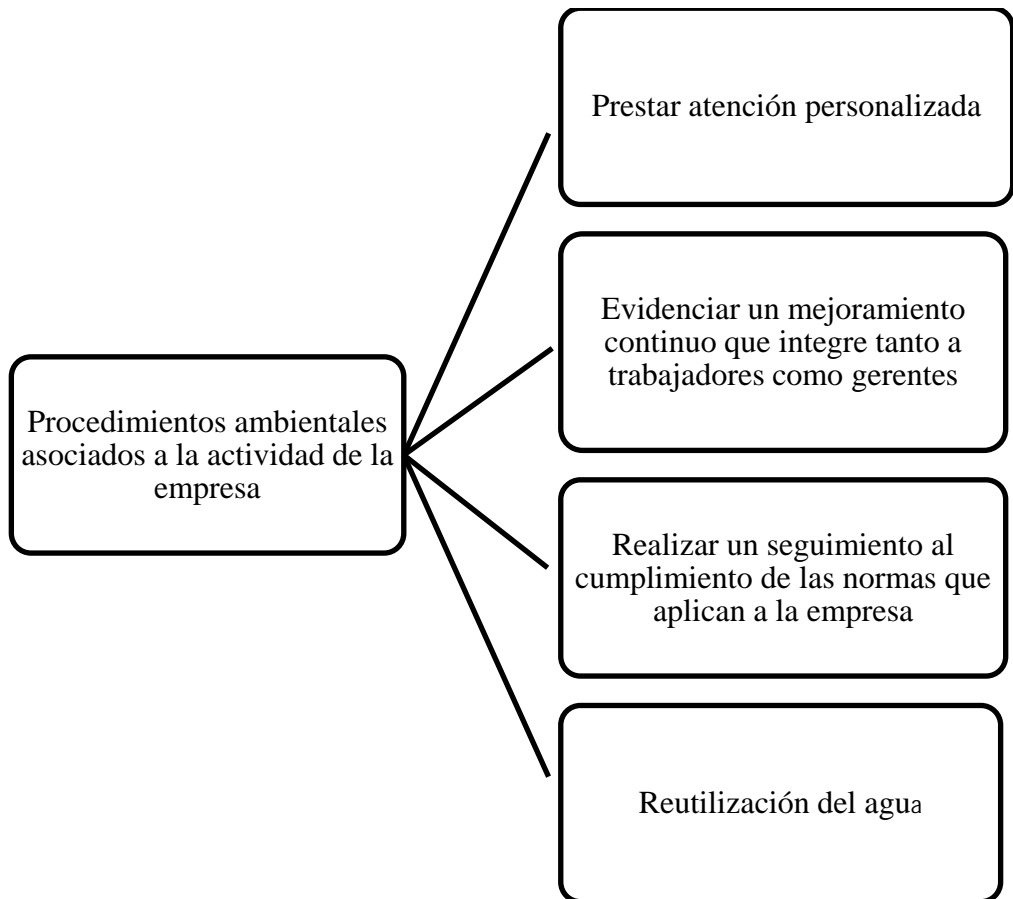 Prestar atención personalizada
Evidenciar un mejoramiento
continuo que integre tanto a
trabajadores como gerentes
Procedimientos ambientales
asociados a la actividad de la
empresa
Realizar un seguimiento al
cumplimiento de las normas que
aplican a la empresa
Reutilización del agua